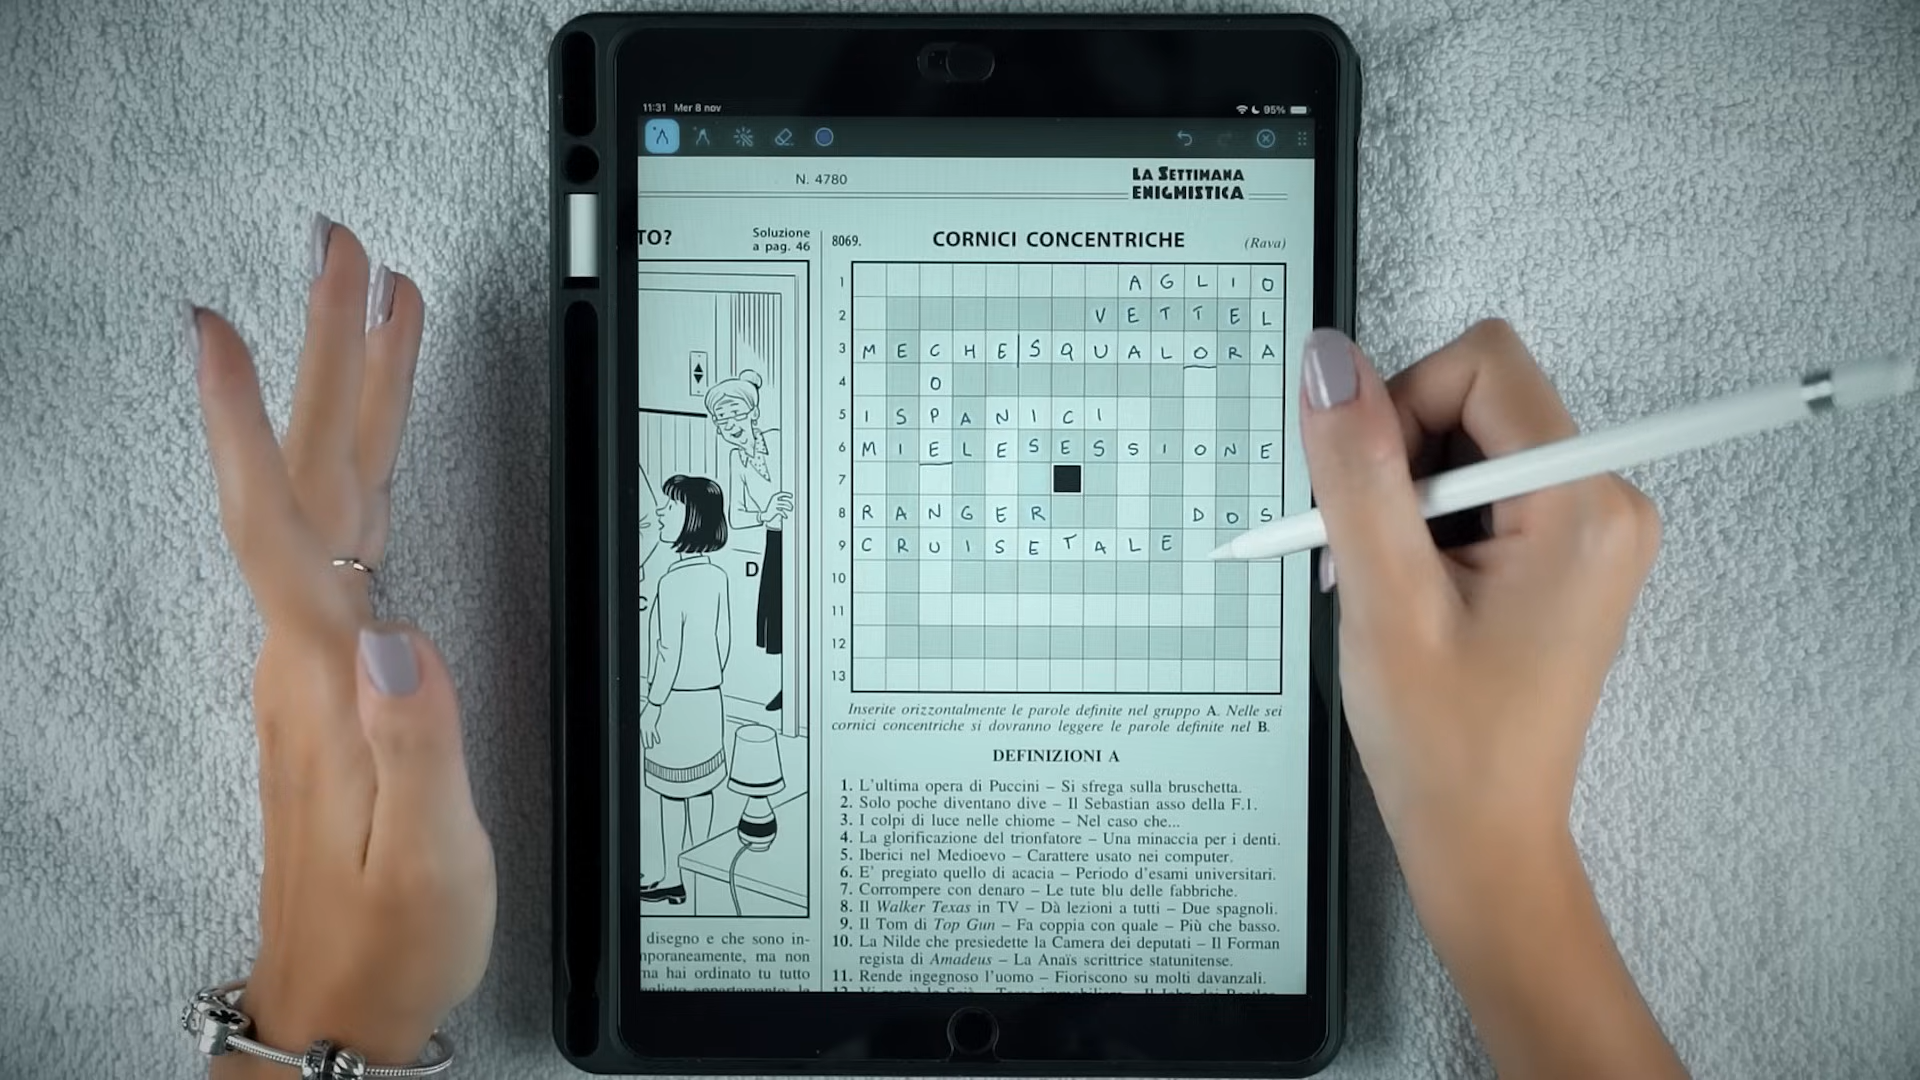 11:31 Mer 8 nov
95%
N. 4780
LA SETTIMANA
ENIGMISTICA
TO?
Soluzione
a pag. 46
8069.
CORNICI CONCENTRICHE
(Rava)
1 A G L I O
2 V E T T E L
3 M E C H E S Q U A L O R A
4 O
5 I S P A N I C I
6 M I E L E S E S S I O N E
7
8 R A N G E R D O S
9 C R U I S E T A L E
10
11
12
13
D
C
Inserite orizzontalmente le parole definite nel gruppo A. Nelle sei
cornici concentriche si dovranno leggere le parole definite nel B.
DEFINIZIONI A
1. L'ultima opera di Puccini – Si sfrega sulla bruschetta.
2. Solo poche diventano dive – Il Sebastian asso della F.1.
3. I colpi di luce nelle chiome – Nel caso che...
4. La glorificazione del trionfatore – Una minaccia per i denti.
5. Iberici nel Medioevo – Carattere usato nei computer.
6. E' pregiato quello di acacia – Periodo d'esami universitari.
7. Corrompere con denaro – Le tute blu delle fabbriche.
8. Il Walker Texas in TV – Dà lezioni a tutti – Due spagnoli.
9. Il Tom di Top Gun – Fa coppia con quale – Più che basso.
10. La Nilde che presiedette la Camera dei deputati – Il Forman
regista di Amadeus – La Anaïs scrittrice statunitense.
11. Rende ingegnoso l'uomo – Fioriscono su molti davanzali.
disegno e che sono in-
nporaneamente, ma non
na hai ordinato tu tutto